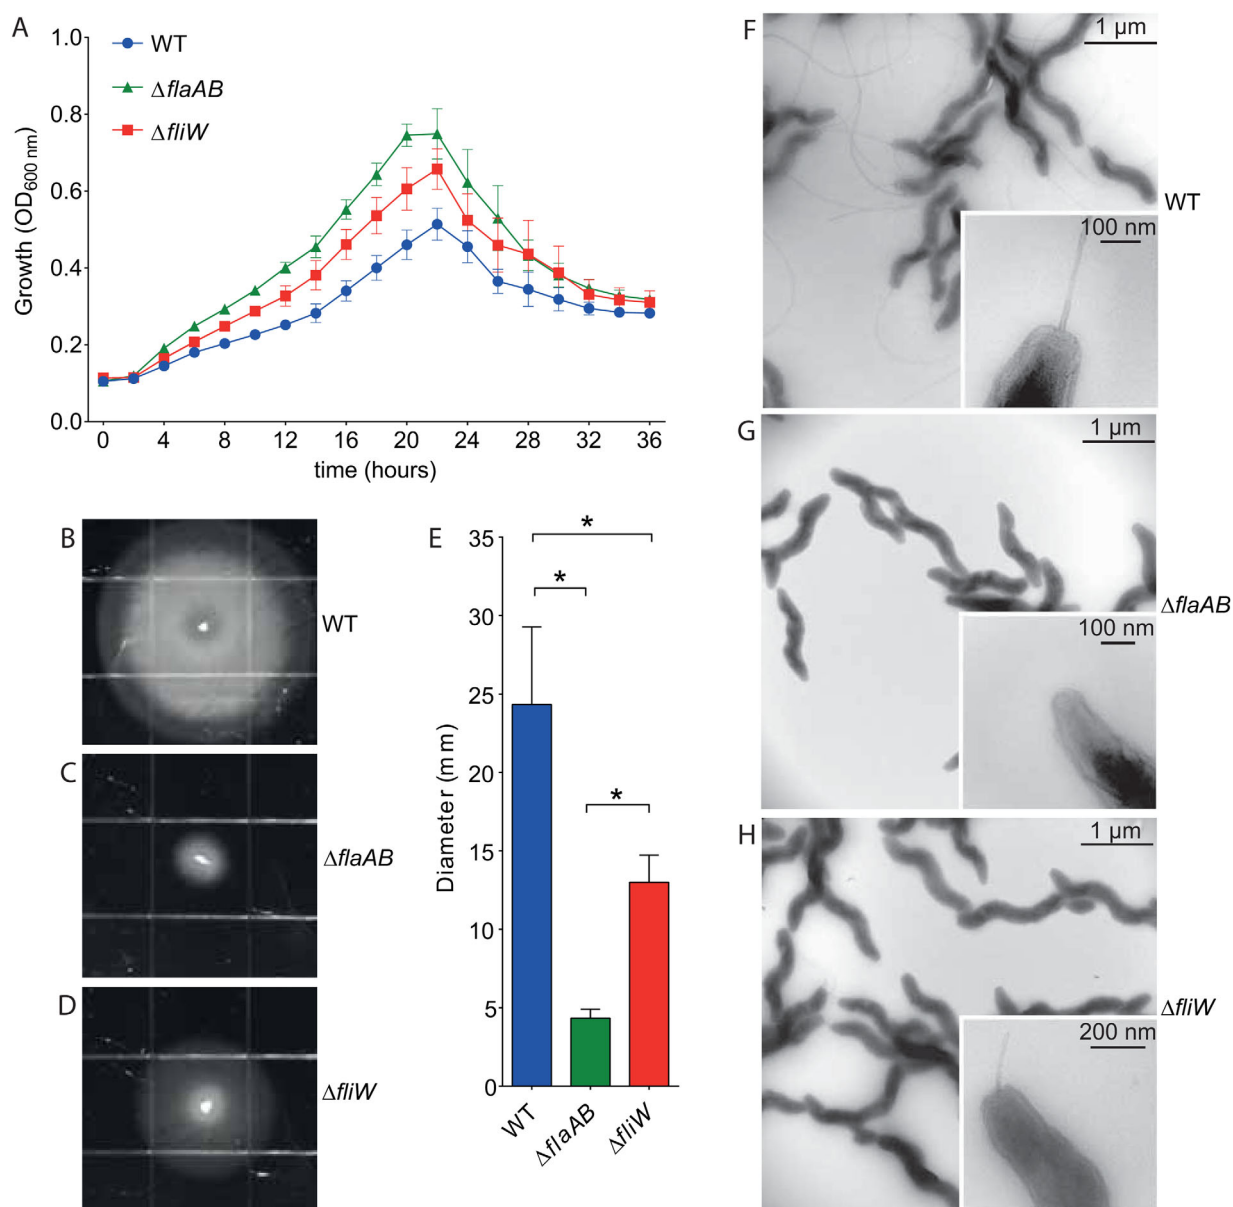 A
1.0
0.8
0.6
0.4
0.2
0.0
Growth (OD600 nm)
WT
ΔflaAB
ΔfliW
0 4 8 12 16 20 24 28 32 36
time (hours)
B
WT
C
ΔflaAB
D
ΔfliW
E
35
30
25
20
15
10
5
0
Diameter (mm)
*
*
*
WT ΔflaAB ΔfliW
F
1 μm
100 nm
WT
G
1 μm
100 nm
ΔflaAB
H
1 μm
200 nm
ΔfliW